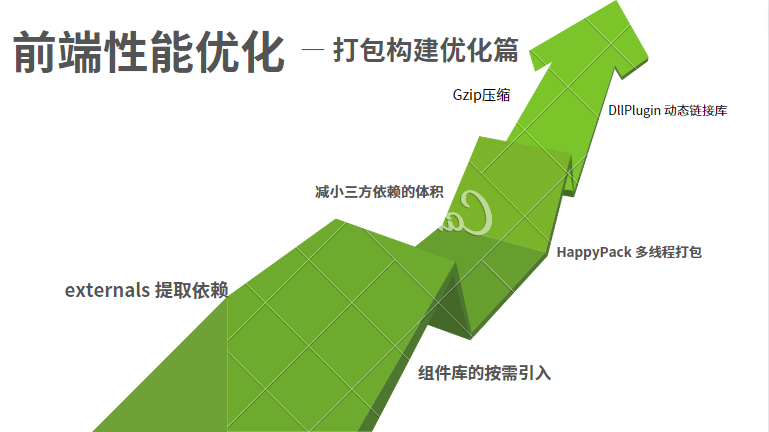 前端性能优化 — 打包构建优化篇
Gzip压缩
DllPlugin 动态链接库
减小三方依赖的体积
HappyPack 多线程打包
externals 提取依赖
组件库的按需引入